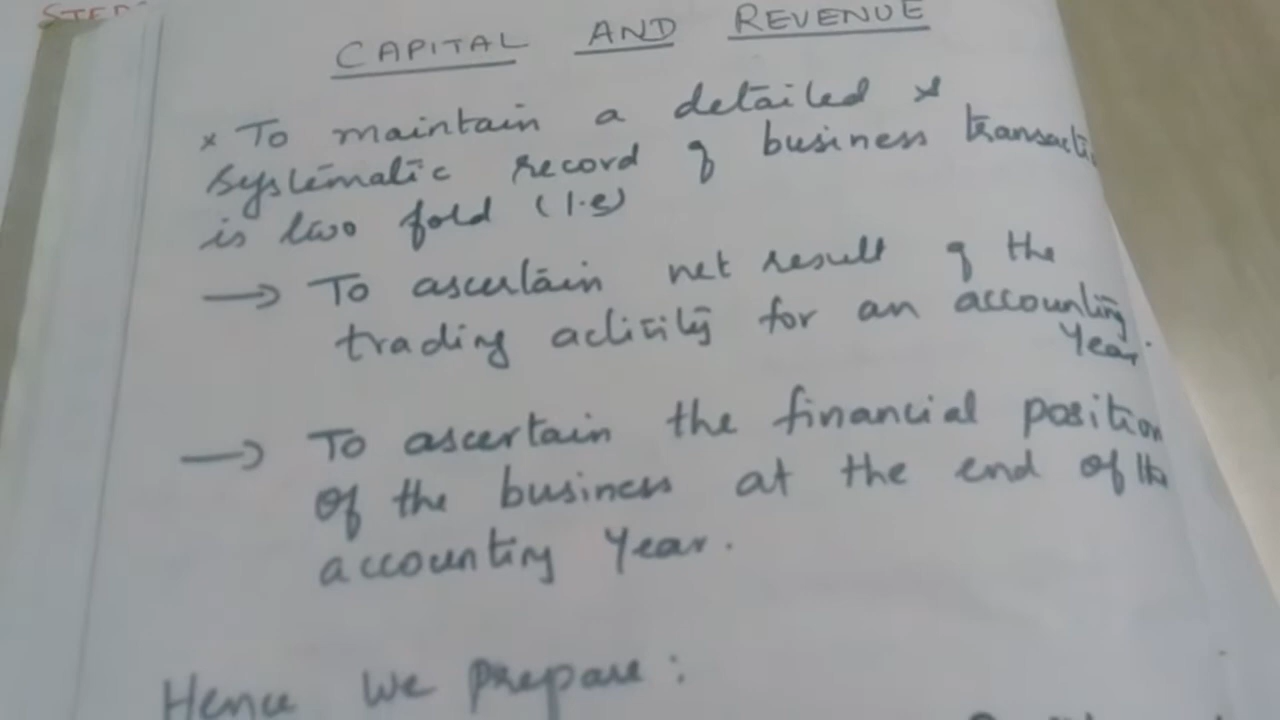 CAPITAL AND REVENUE
* To maintain a detailed &
systematic record of business transacti
is two fold (i.e)
→ To ascertain net result of the
trading activity for an accounting
Year.
→ To ascertain the financial position
of the business at the end of the
accounting Year.
Hence We prepare :